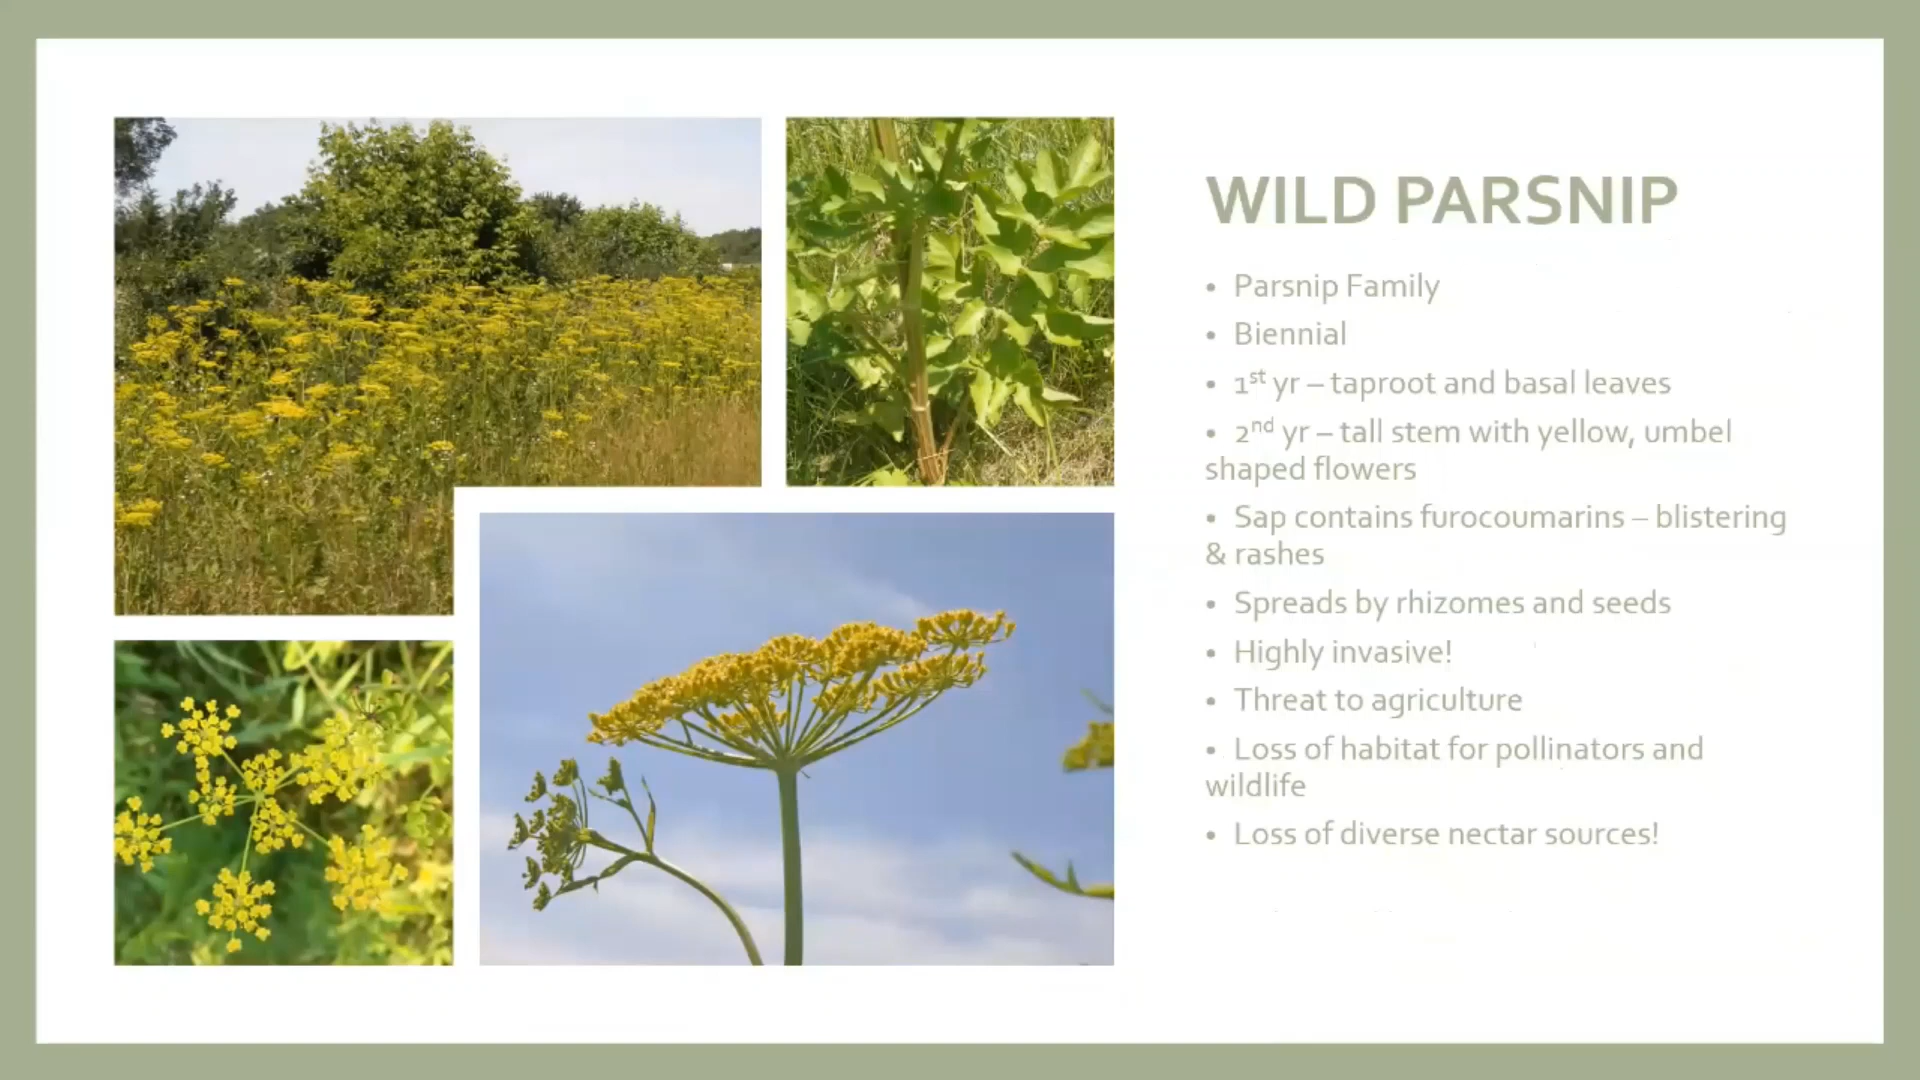 WILD PARSNIP
• Parsnip Family
• Biennial
• 1st yr – taproot and basal leaves
• 2nd yr – tall stem with yellow, umbel
shaped flowers
• Sap contains furocoumarins – blistering
& rashes
• Spreads by rhizomes and seeds
• Highly invasive!
• Threat to agriculture
• Loss of habitat for pollinators and
wildlife
• Loss of diverse nectar sources!